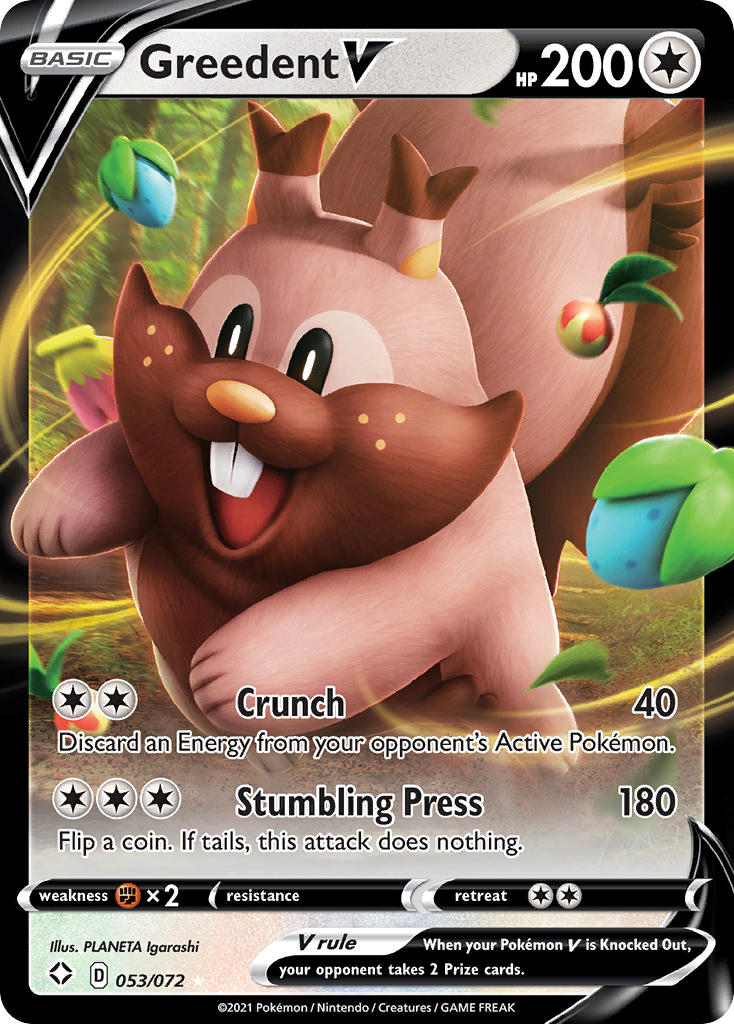 BASIC Greedent V HP 200
Crunch 40
Discard an Energy from your opponent's Active Pokémon.
Stumbling Press 180
Flip a coin. If tails, this attack does nothing.
weakness ×2 resistance retreat
Illus. PLANETA Igarashi
V rule When your Pokémon V is Knocked Out,
your opponent takes 2 Prize cards.
D 053/072
©2021 Pokémon / Nintendo / Creatures / GAME FREAK